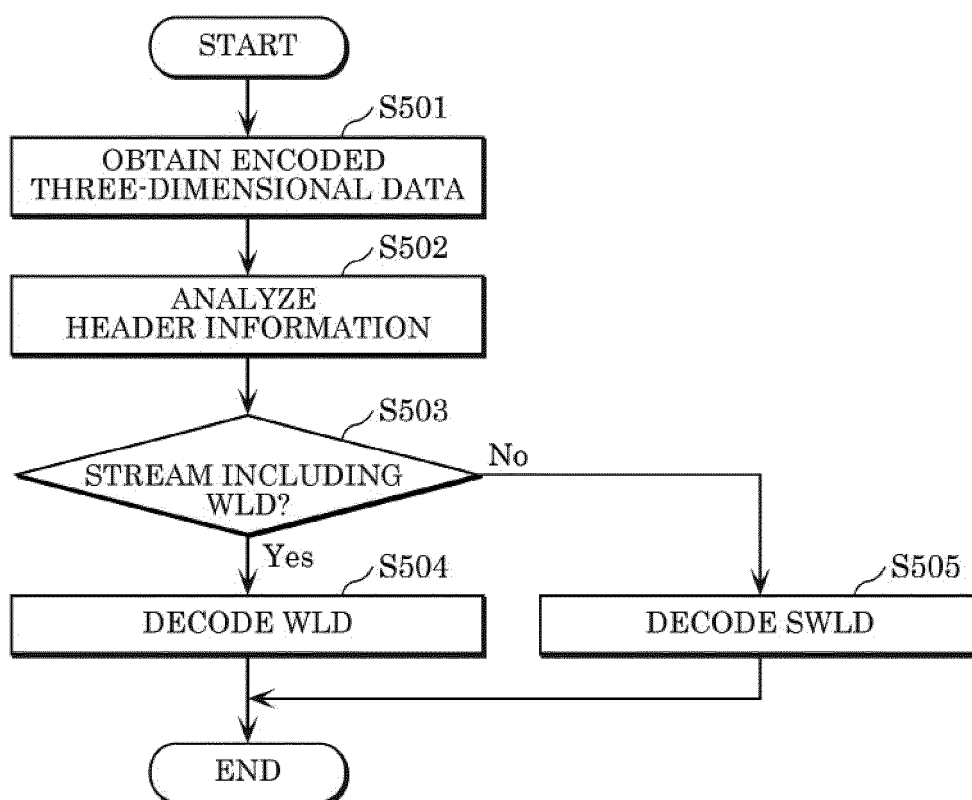 START
S501
OBTAIN ENCODED
THREE-DIMENSIONAL DATA
S502
ANALYZE
HEADER INFORMATION
S503
STREAM INCLUDING
WLD?
No
Yes
S504
DECODE WLD
S505
DECODE SWLD
END